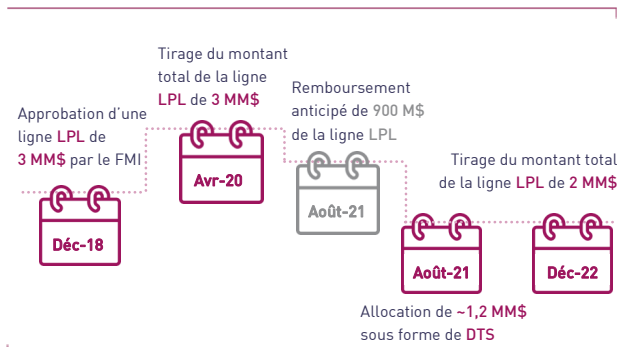 Approbation d’une
ligne LPL de
3 MM$ par le FMI
Déc-18
Tirage du montant
total de la ligne
LPL de 3 MM$
Avr-20
Remboursement
anticipé de 900 M$
de la ligne LPL
Août-21
Août-21
Allocation de ~1,2 MM$
sous forme de DTS
Tirage du montant total
de la ligne LPL de 2 MM$
Déc-22